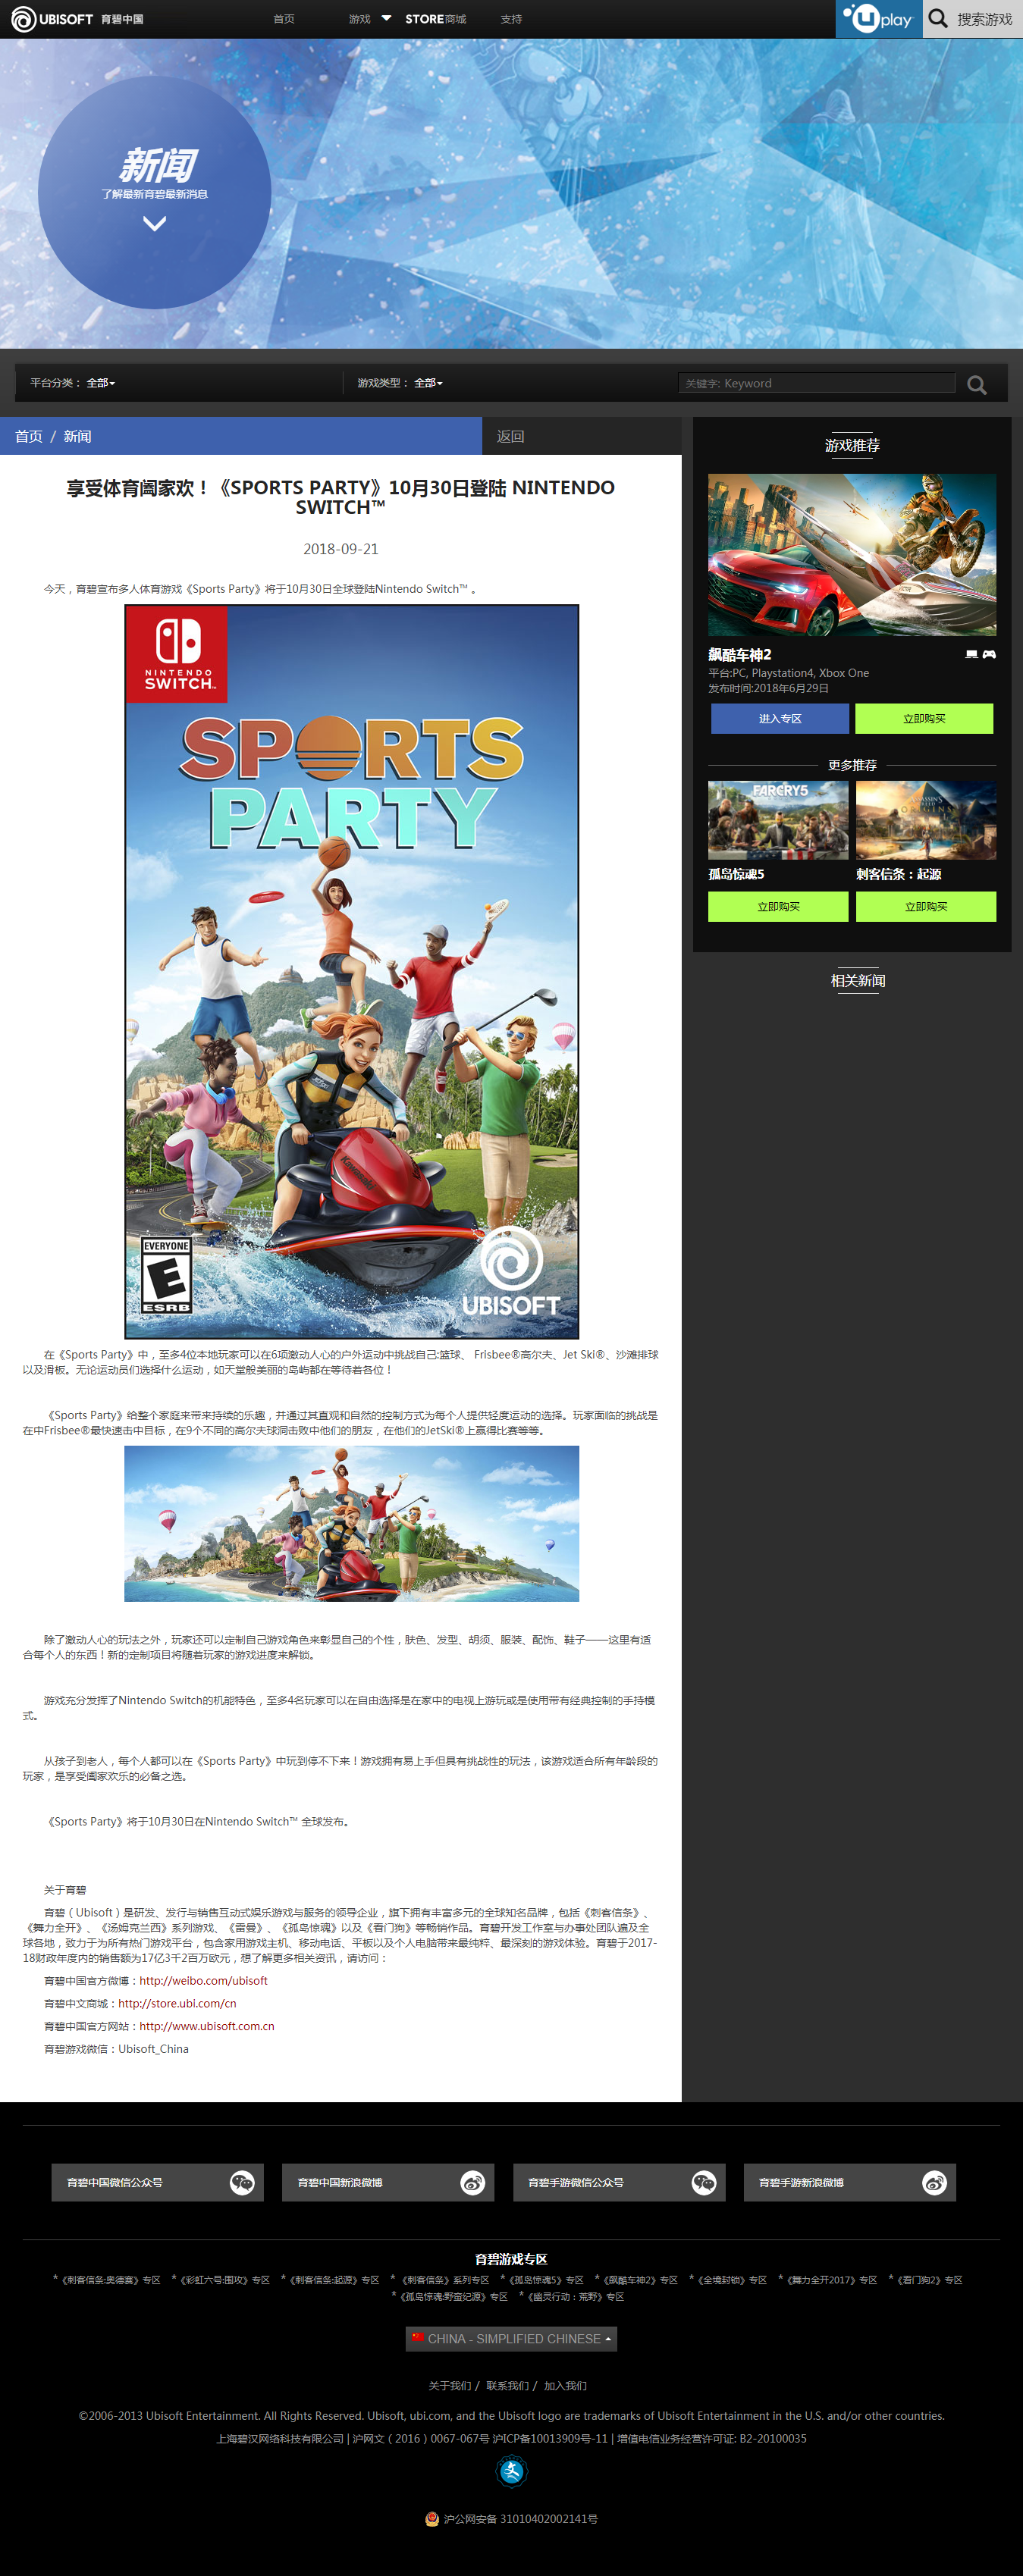 UBISOFT 育碧中国
首页
游戏
STORE商城
支持
Uplay
搜索游戏
新闻
了解最新育碧最新消息
平台分类： 全部
游戏类型： 全部
关键字: Keyword
首页 / 新闻
返回
享受体育阖家欢！《SPORTS PARTY》10月30日登陆 NINTENDO
SWITCH™
2018-09-21
今天，育碧宣布多人体育游戏《Sports Party》将于10月30日全球登陆Nintendo Switch™ 。
NINTENDO
SWITCH™
SPORTS
PARTY
Kawasaki
EVERYONE
E
ESRB
UBISOFT
在《Sports Party》中，至多4位本地玩家可以在6项激动人心的户外运动中挑战自己:篮球、 Frisbee®高尔夫、Jet Ski®、沙滩排球
以及滑板。无论运动员们选择什么运动，如天堂般美丽的岛屿都在等待着各位！
《Sports Party》给整个家庭来带来持续的乐趣，并通过其直观和自然的控制方式为每个人提供轻度运动的选择。玩家面临的挑战是
在中Frisbee®最快速击中目标，在9个不同的高尔夫球洞击败中他们的朋友，在他们的JetSki®上赢得比赛等等。
除了激动人心的玩法之外，玩家还可以定制自己游戏角色来彰显自己的个性，肤色、发型、胡须、服装、配饰、鞋子——这里有适
合每个人的东西！新的定制项目将随着玩家的游戏进度来解锁。
游戏充分发挥了Nintendo Switch的机能特色，至多4名玩家可以在自由选择是在家中的电视上游玩或是使用带有经典控制的手持模
式。
从孩子到老人，每个人都可以在《Sports Party》中玩到停不下来！游戏拥有易上手但具有挑战性的玩法，该游戏适合所有年龄段的
玩家，是享受阖家欢乐的必备之选。
《Sports Party》将于10月30日在Nintendo Switch™ 全球发布。
关于育碧
育碧（Ubisoft）是研发、发行与销售互动式娱乐游戏与服务的领导企业，旗下拥有丰富多元的全球知名品牌，包括《刺客信条》、
《舞力全开》、《汤姆克兰西》系列游戏、《雷曼》、《孤岛惊魂》以及《看门狗》等畅销作品。育碧开发工作室与办事处团队遍及全
球各地，致力于为所有热门游戏平台，包含家用游戏主机、移动电话、平板以及个人电脑带来最纯粹、最深刻的游戏体验。育碧于2017-
18财政年度内的销售额为17亿3千2百万欧元，想了解更多相关资讯，请访问：
育碧中国官方微博：http://weibo.com/ubisoft
育碧中文商城：http://store.ubi.com/cn
育碧中国官方网站：http://www.ubisoft.com.cn
育碧游戏微信：Ubisoft_China
游戏推荐
飙酷车神2
平台:PC, Playstation4, Xbox One
发布时间:2018年6月29日
进入专区
立即购买
更多推荐
FARCRY5
ASSASSIN'S
CREED
ORIGINS
孤岛惊魂5
刺客信条：起源
立即购买
立即购买
相关新闻
育碧中国微信公众号
育碧中国新浪微博
育碧手游微信公众号
育碧手游新浪微博
育碧游戏专区
*《刺客信条:奥德赛》专区 *《彩虹六号:围攻》专区 *《刺客信条:起源》专区 * 《刺客信条》系列专区 *《孤岛惊魂5》专区 *《飙酷车神2》专区 *《全境封锁》专区 *《舞力全开2017》专区 *《看门狗2》专区
*《孤岛惊魂:野蛮纪源》专区 *《幽灵行动：荒野》专区
CHINA - SIMPLIFIED CHINESE
关于我们 / 联系我们 / 加入我们
©2006-2013 Ubisoft Entertainment. All Rights Reserved. Ubisoft, ubi.com, and the Ubisoft logo are trademarks of Ubisoft Entertainment in the U.S. and/or other countries.
上海碧汉网络科技有限公司 | 沪网文（2016）0067-067号 沪ICP备10013909号-11 | 增值电信业务经营许可证: B2-20100035
文
沪公网安备 31010402002141号